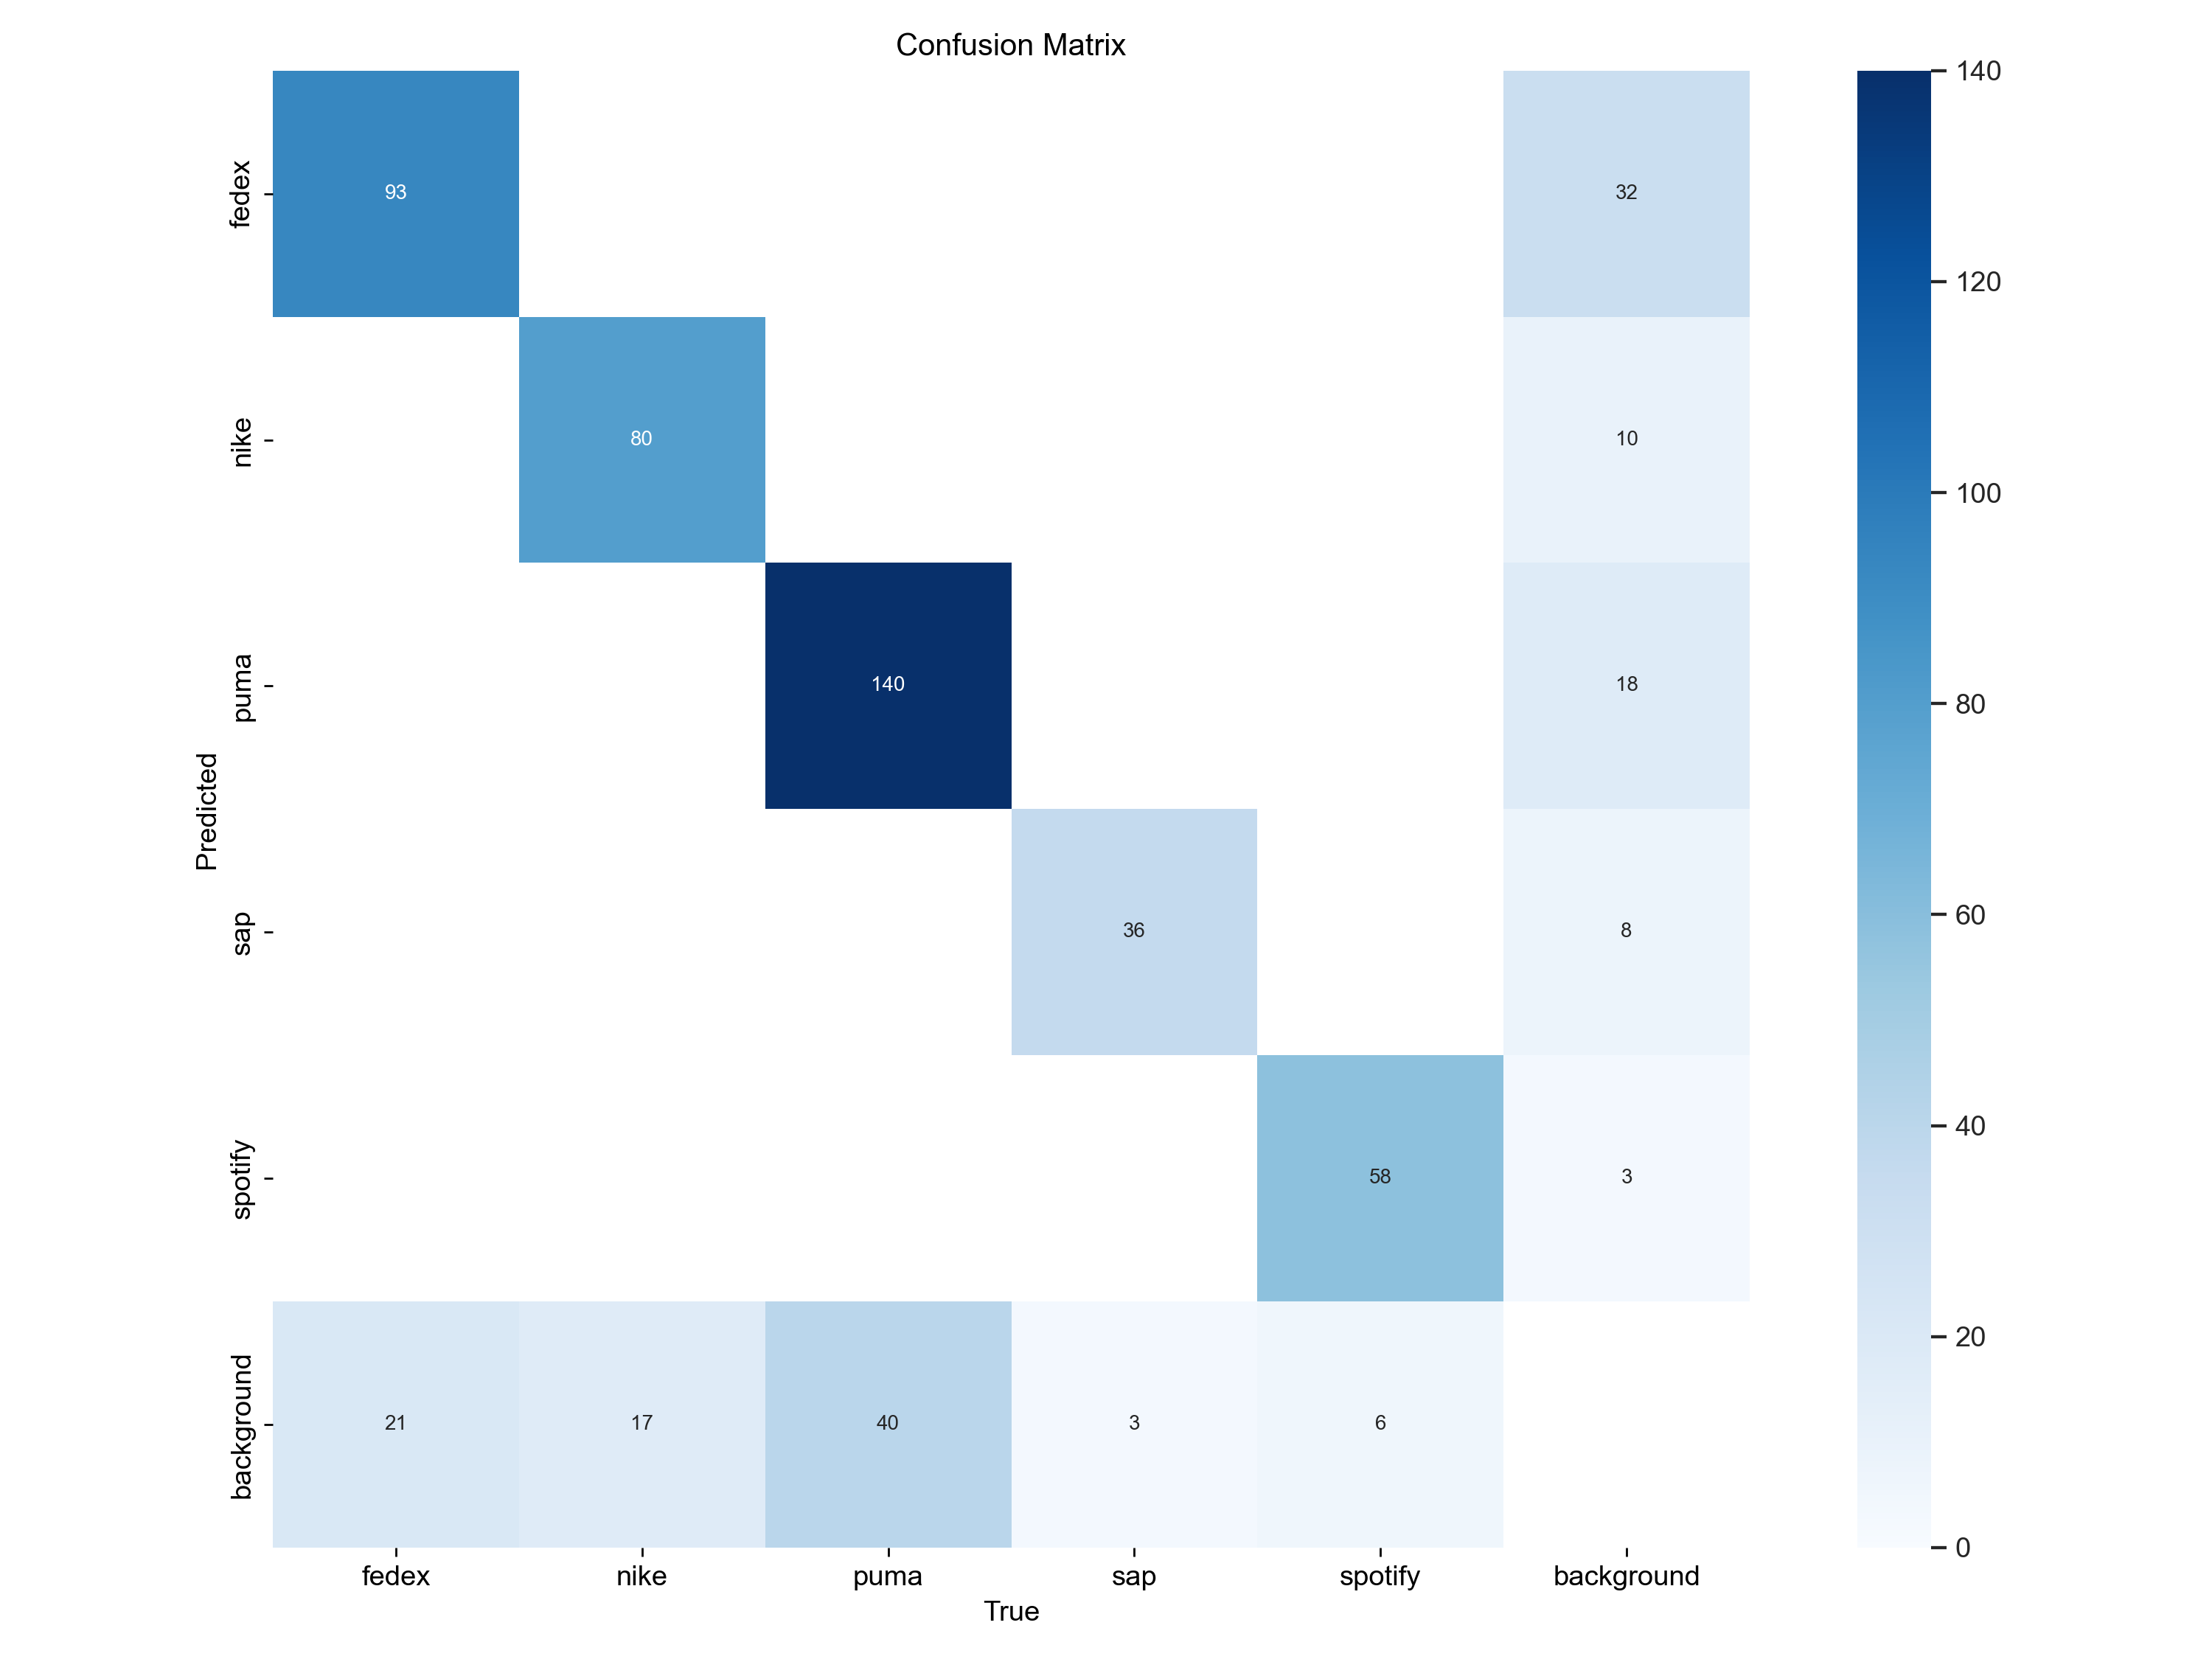 Confusion Matrix
fedex
93
32
nike
80
10
puma
140
18
sap
36
8
spotify
58
3
background
21
17
40
3
6
fedex
nike
puma
sap
spotify
background
True
Predicted
140
120
100
80
60
40
20
0